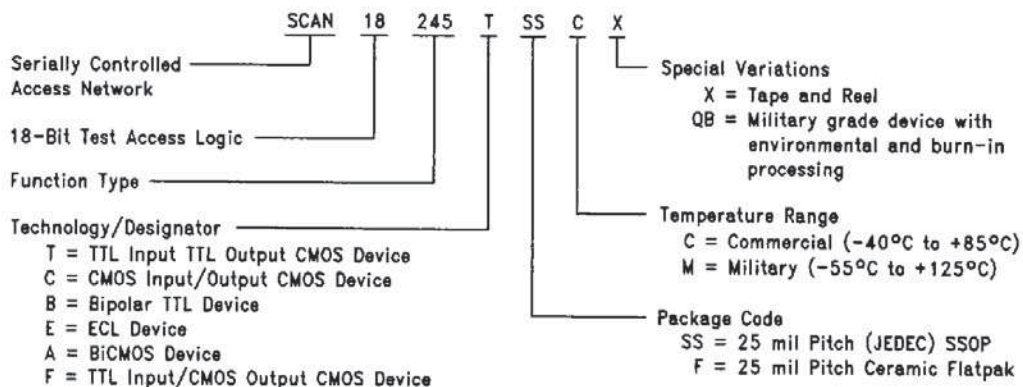 SCAN 18 245 T SS C X
Serially Controlled
Access Network
18-Bit Test Access Logic
Function Type
Technology/Designator
T = TTL Input TTL Output CMOS Device
C = CMOS Input/Output CMOS Device
B = Bipolar TTL Device
E = ECL Device
A = BiCMOS Device
F = TTL Input/CMOS Output CMOS Device
Special Variations
X = Tape and Reel
QB = Military grade device with
environmental and burn-in
processing
Temperature Range
C = Commercial (-40°C to +85°C)
M = Military (-55°C to +125°C)
Package Code
SS = 25 mil Pitch (JEDEC) SSOP
F = 25 mil Pitch Ceramic Flatpak